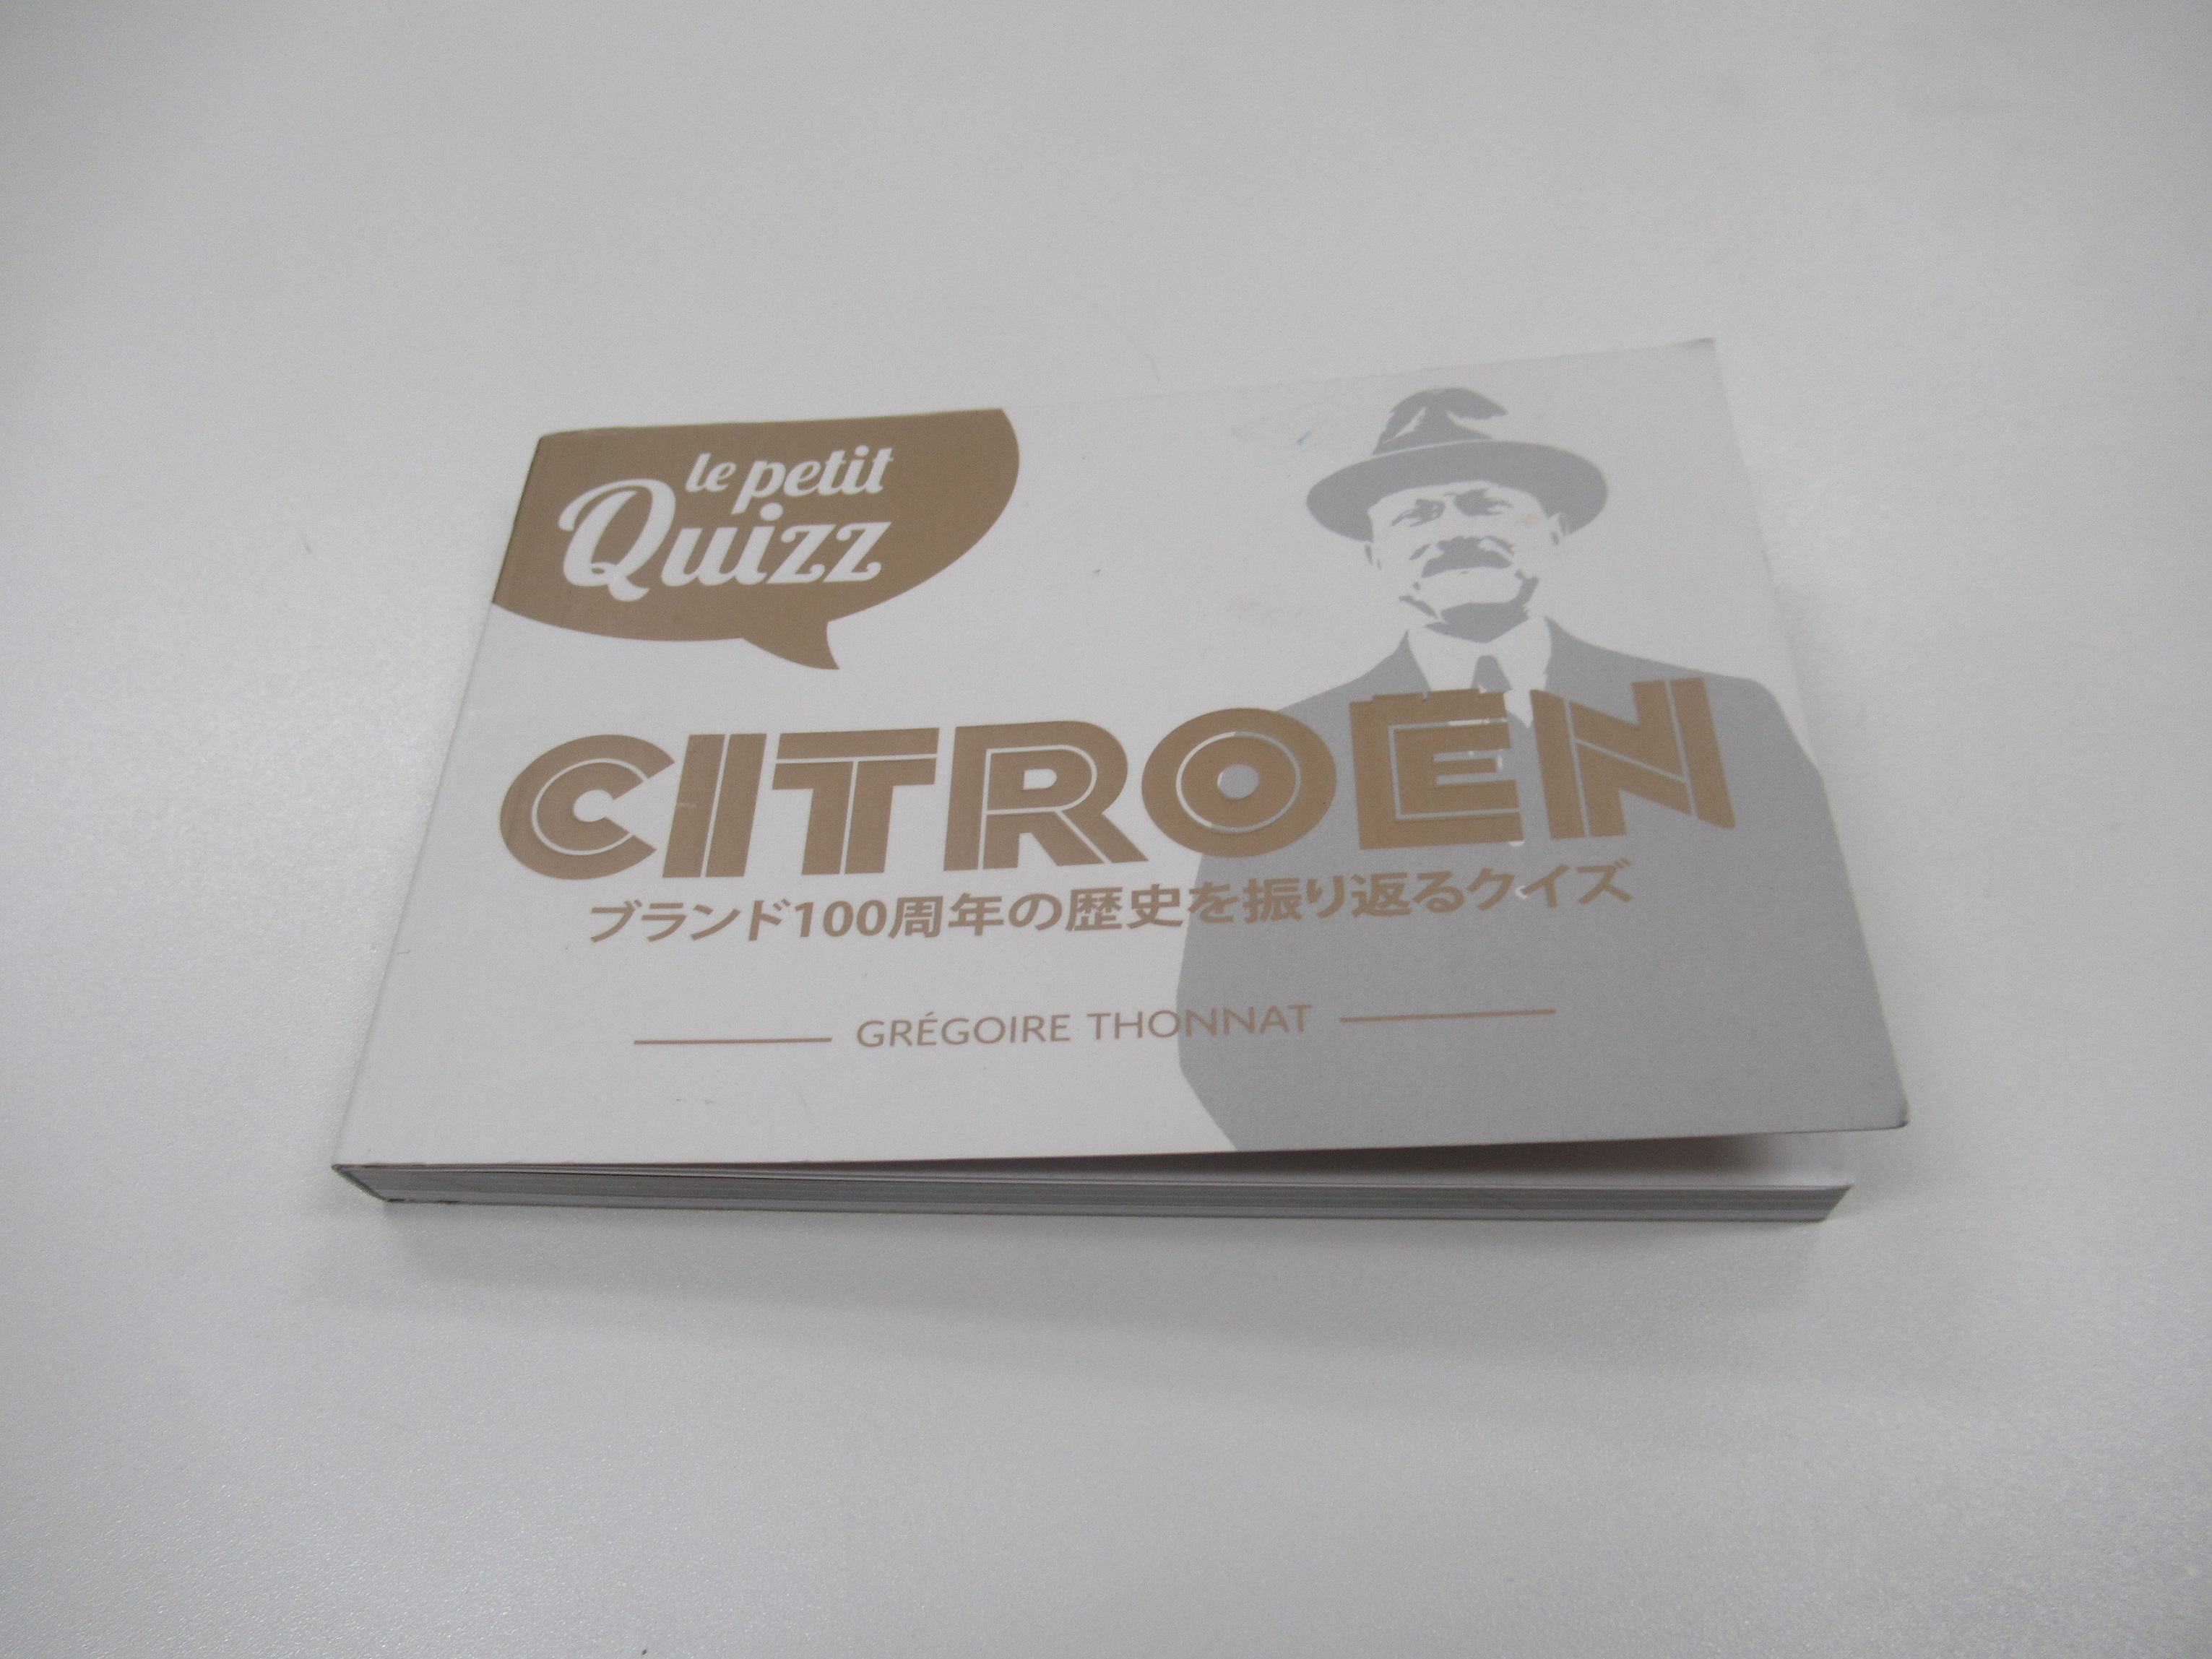 le petit
Quizz
CITROËN
ブランド100周年の歴史を振り返るクイズ
GRÉGOIRE THONNAT